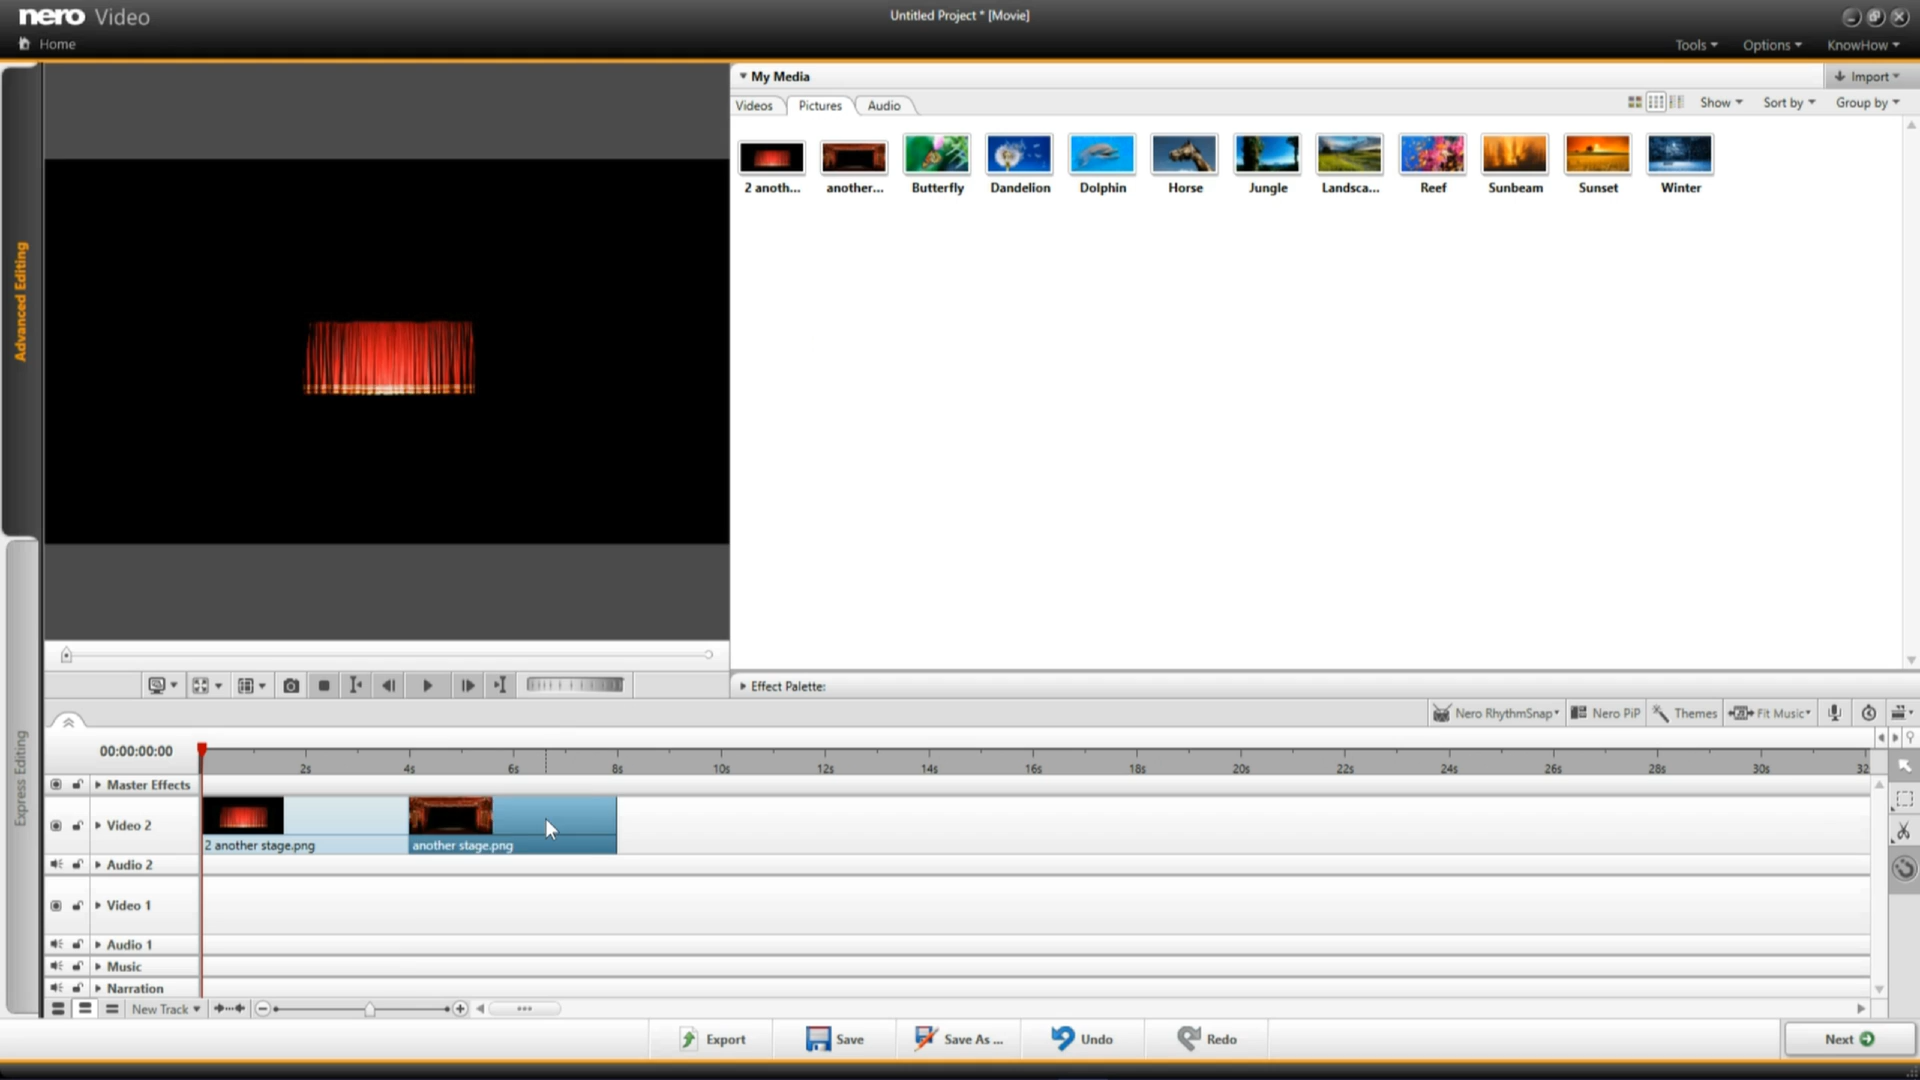 nero Video
Untitled Project * [Movie]
Home
Tools
Options
KnowHow
Advanced Editing
Express Editing
My Media
Import
Videos
Pictures
Audio
Show
Sort by
Group by
2 anoth...
another...
Butterfly
Dandelion
Dolphin
Horse
Jungle
Landsca...
Reef
Sunbeam
Sunset
Winter
Effect Palette:
Nero RhythmSnap
Nero PiP
Themes
Fit Music
00:00:00:00
2s
4s
6s
8s
10s
12s
14s
16s
18s
20s
22s
24s
26s
28s
30s
32
Master Effects
Video 2
2 another stage.png
another stage.png
Audio 2
Video 1
Audio 1
Music
Narration
New Track
Export
Save
Save As ...
Undo
Redo
Next